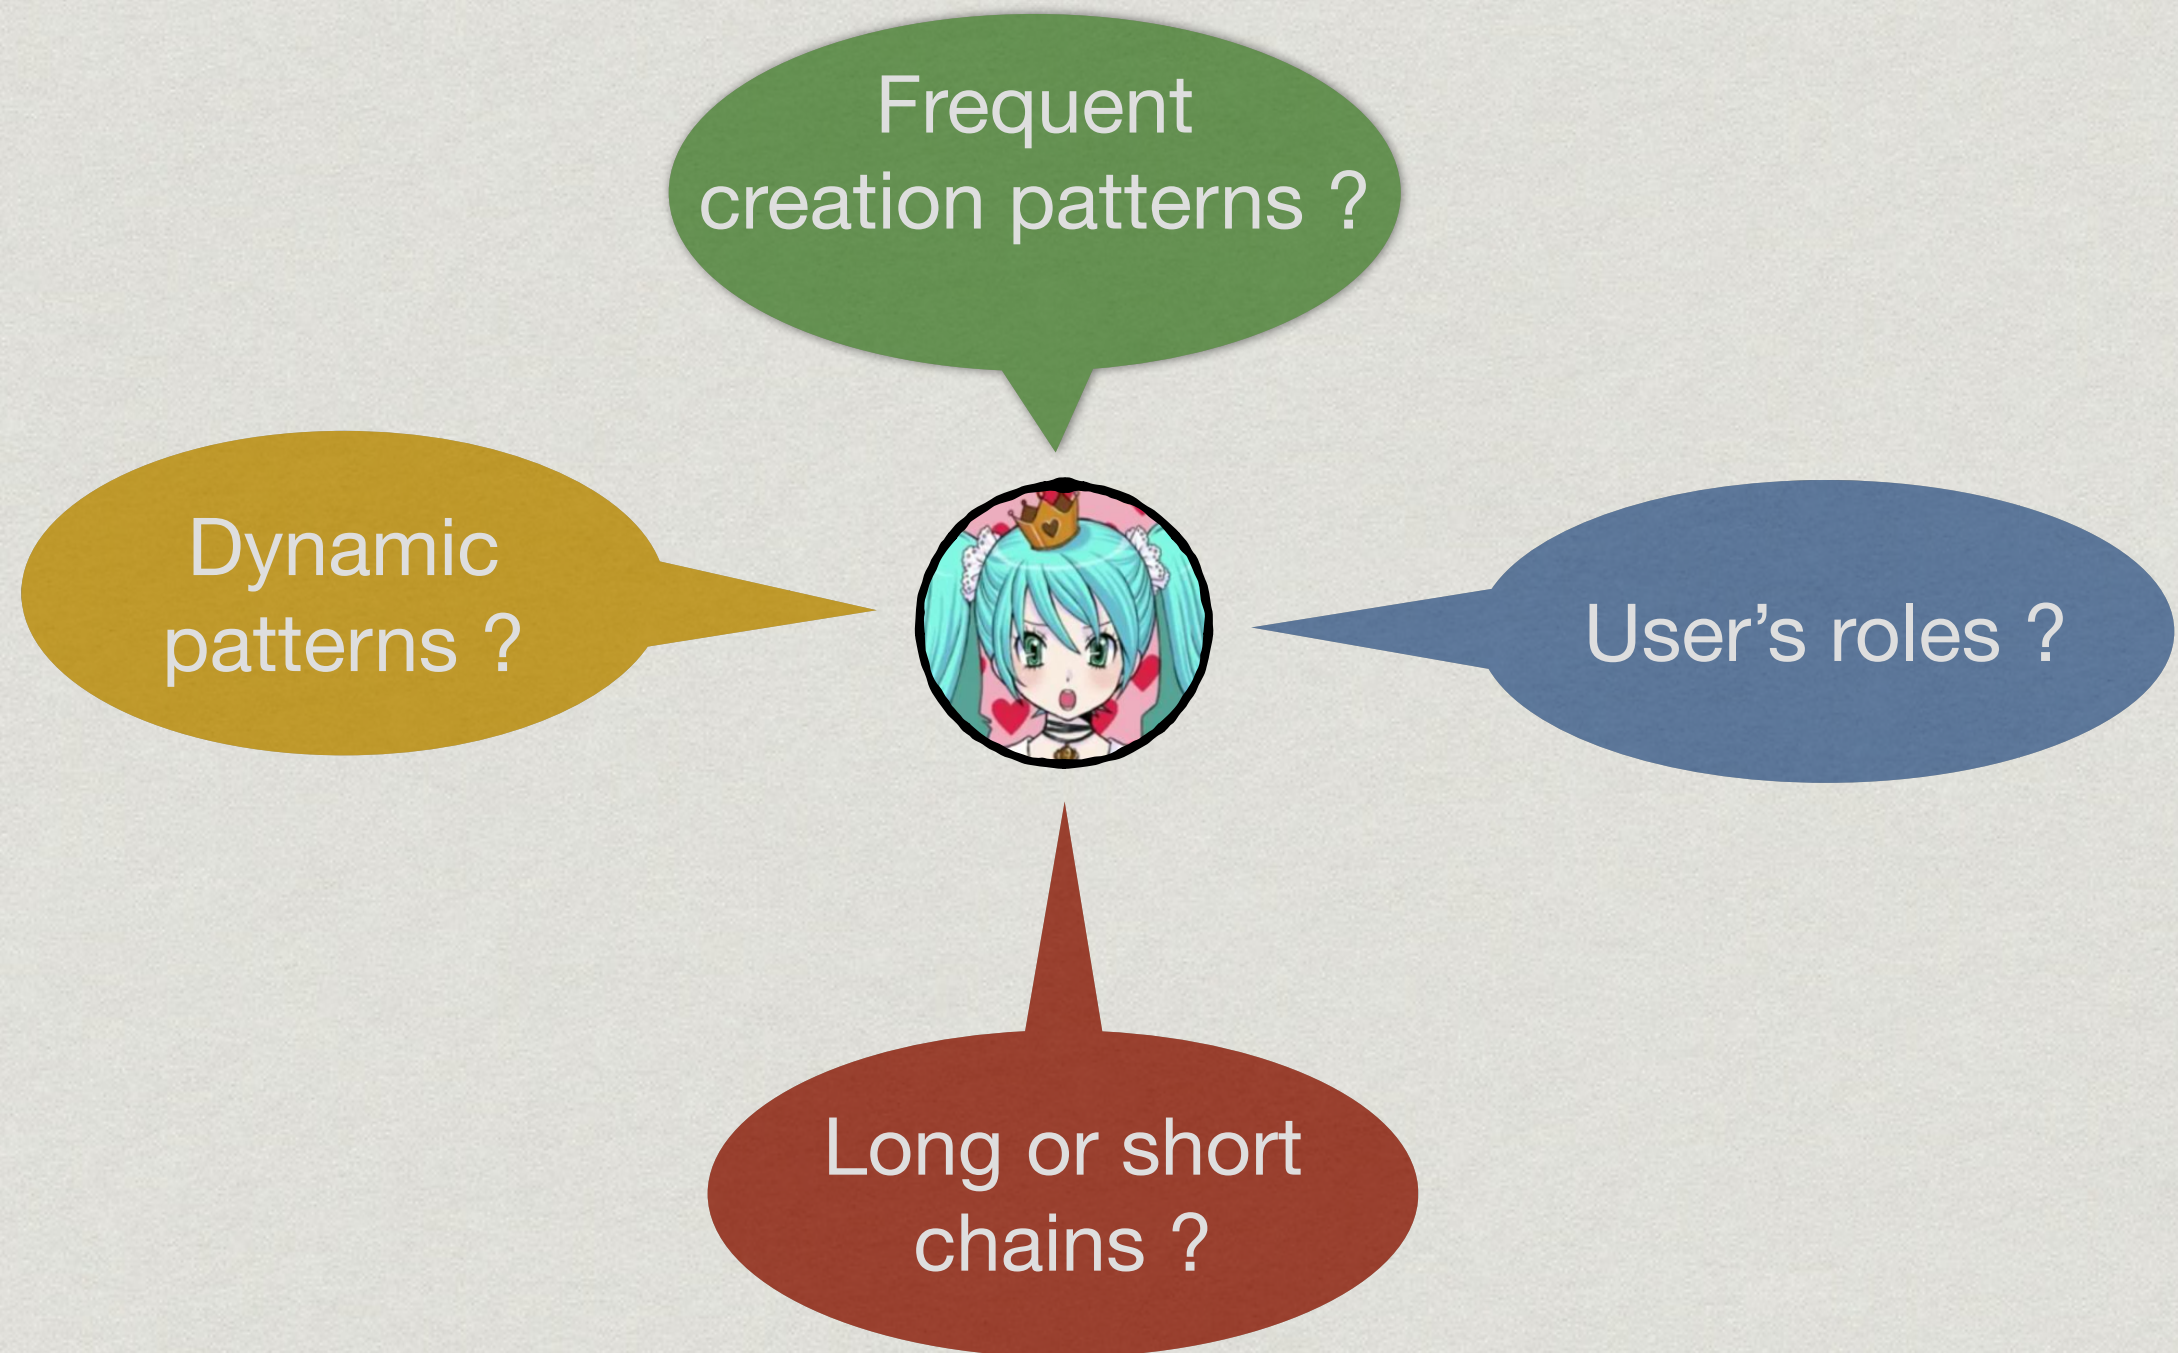 Frequent
creation patterns ?
Dynamic
patterns ?
User’s roles ?
Long or short
chains ?